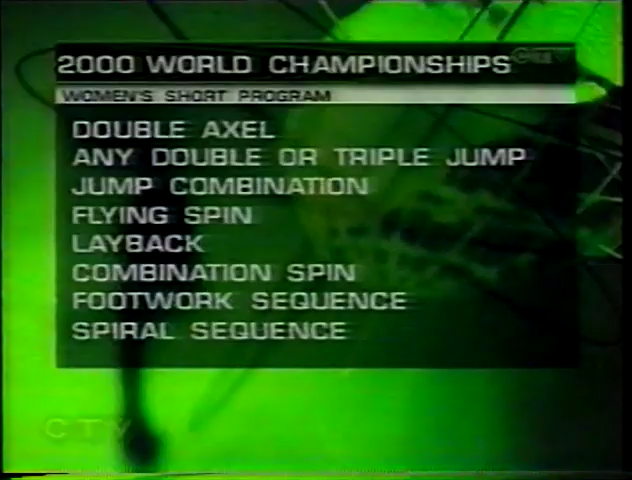 2000 WORLD CHAMPIONSHIPS
WOMEN'S SHORT PROGRAM
DOUBLE AXEL
ANY DOUBLE OR TRIPLE JUMP
JUMP COMBINATION
FLYING SPIN
LAYBACK
COMBINATION SPIN
FOOTWORK SEQUENCE
SPIRAL SEQUENCE
CTV